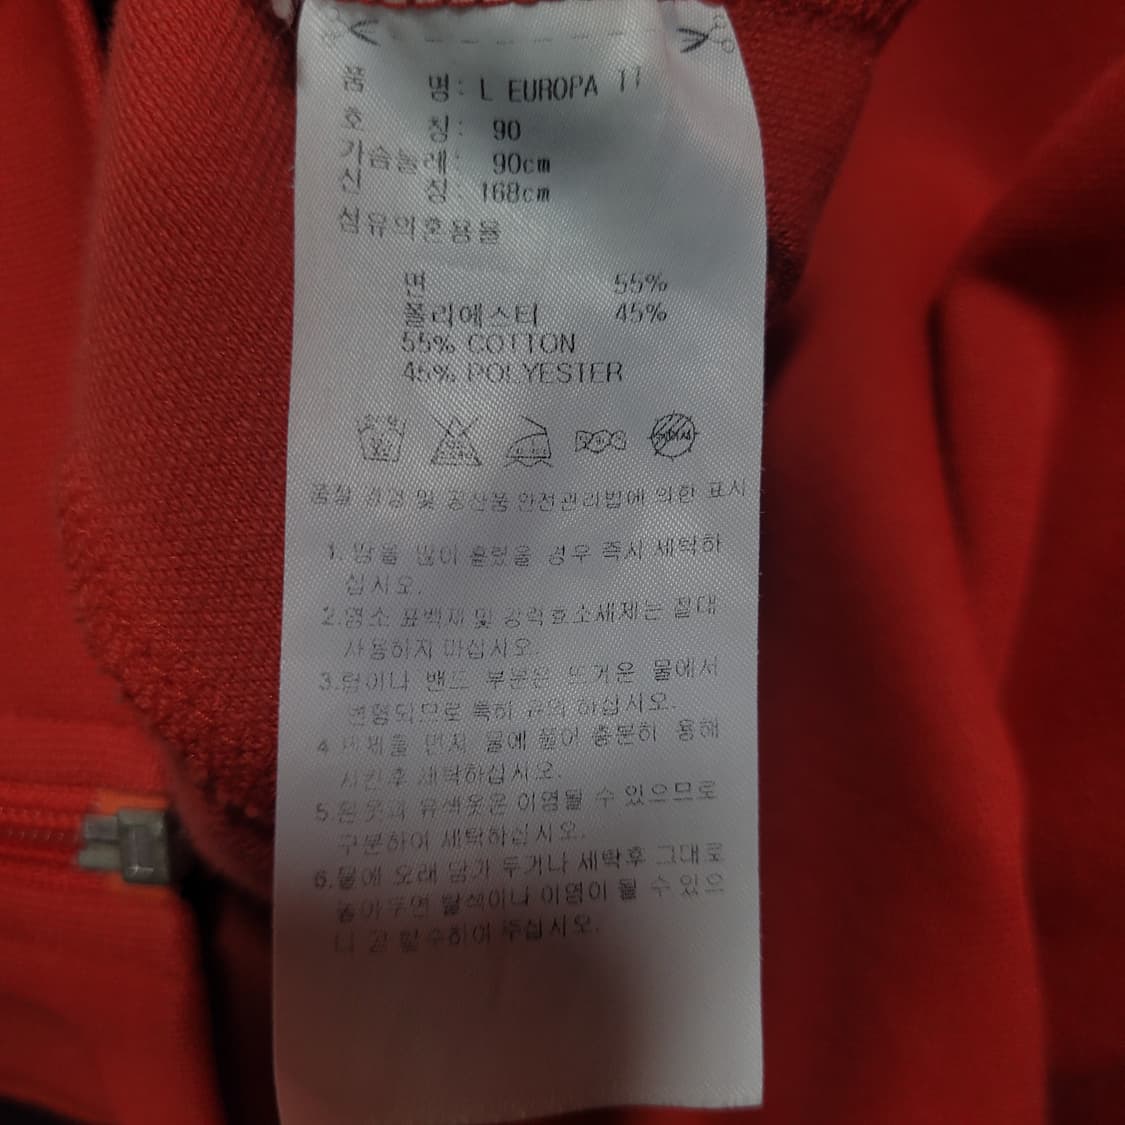 품 명: L EUROPA TT
호 칭: 90
가슴둘레: 90cm
신 장: 168cm
섬유의혼용율
면 55%
폴리에스터 45%
55% COTTON
45% POLYESTER
품질 경영 및 공산품 안전관리법에 의한 표시
1. 땀을 많이 흘렸을 경우 즉시 세탁하
십시오.
2.염소 표백제 및 강력효소세제는 절대
사용하지 마십시오.
3.텀이나 밴드 부분은 뜨거운 물에서
변형되므로 특히 유의 하십시오.
4 세제를 먼저 물에 풀어 충분히 용해
시킨후 세탁하십시오.
5.흰옷과 유색옷은 이염될 수 있으므로
구분하여 세탁하십시오.
6.물에 오래 담가 두거나 세탁후 그대로
놓아두면 탈색이나 이염이 될 수 있으
니 꼭 탈수하여 주십시오.